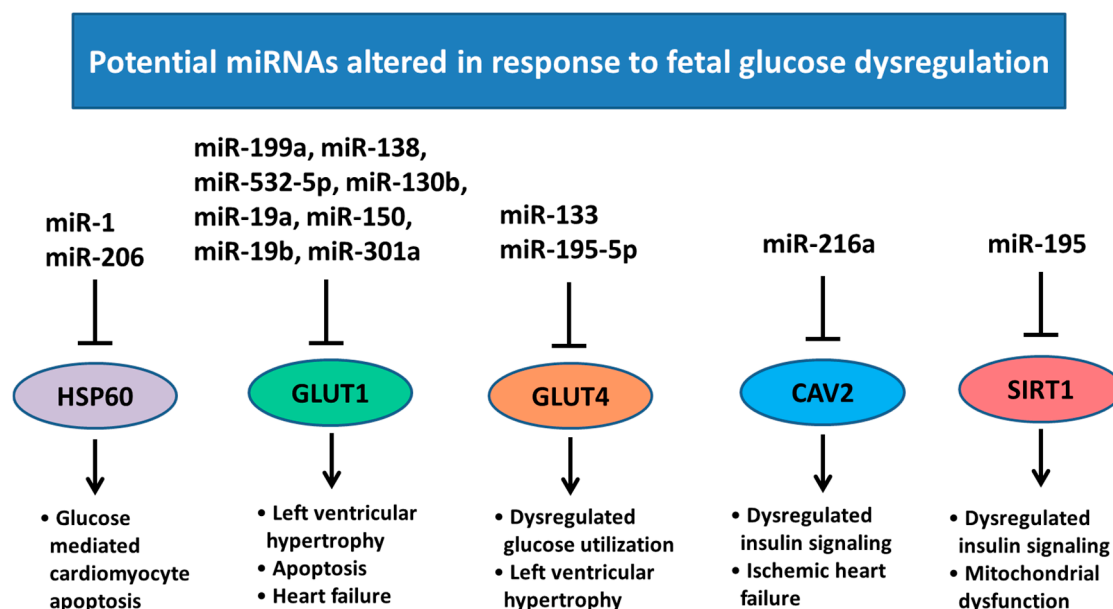 Potential miRNAs altered in response to fetal glucose dysregulation
miR-1
miR-206
HSP60
• Glucose
mediated
cardiomyocyte
apoptosis
miR-199a, miR-138,
miR-532-5p, miR-130b,
miR-19a, miR-150,
miR-19b, miR-301a
GLUT1
• Left ventricular
hypertrophy
• Apoptosis
• Heart failure
miR-133
miR-195-5p
GLUT4
• Dysregulated
glucose utilization
• Left ventricular
hypertrophy
miR-216a
CAV2
• Dysregulated
insulin signaling
• Ischemic heart
failure
miR-195
SIRT1
• Dysregulated
insulin signaling
• Mitochondrial
dysfunction